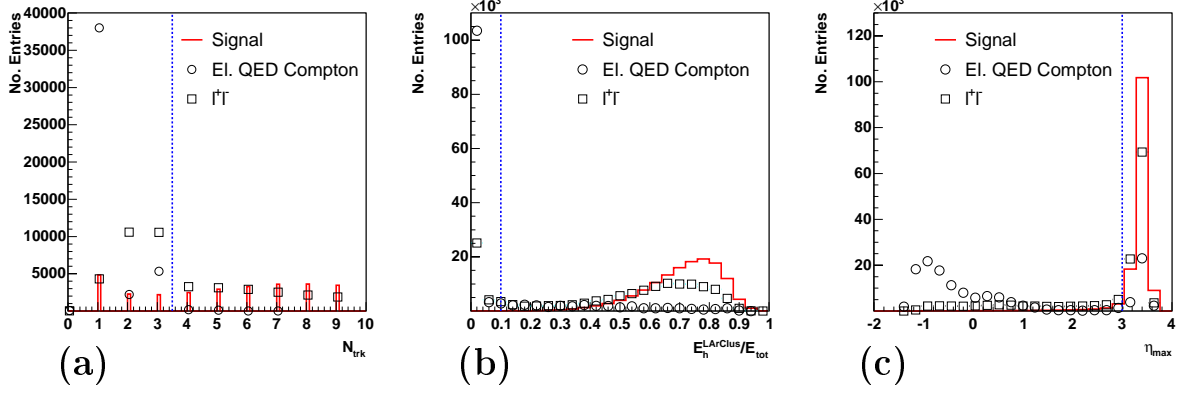 No. Entries
40000
35000
30000
25000
20000
15000
10000
5000
0 1 2 3 4 5 6 7 8 9 10
N_trk
Signal
El. QED Compton
l⁺l⁻
(a)
No. Entries
×10³
100
80
60
40
20
0 0.1 0.2 0.3 0.4 0.5 0.6 0.7 0.8 0.9 1
E_h^LArClus/E_tot
Signal
El. QED Compton
l⁺l⁻
(b)
No. Entries
×10³
120
100
80
60
40
20
0
-2 -1 0 1 2 3 4
η_max
Signal
El. QED Compton
l⁺l⁻
(c)